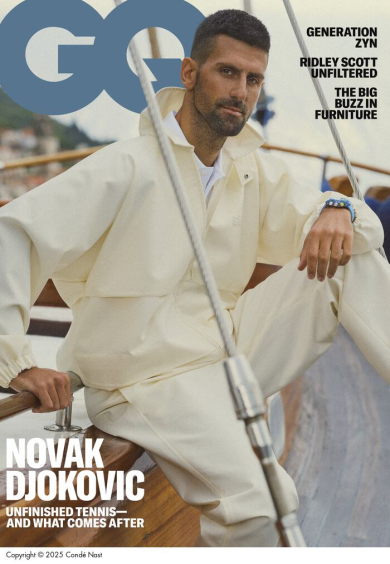 GQ
GENERATION
ZYN
RIDLEY SCOTT
UNFILTERED
THE BIG
BUZZ IN
FURNITURE
NOVAK
DJOKOVIC
UNFINISHED TENNIS—
AND WHAT COMES AFTER
Copyright © 2025 Condé Nast